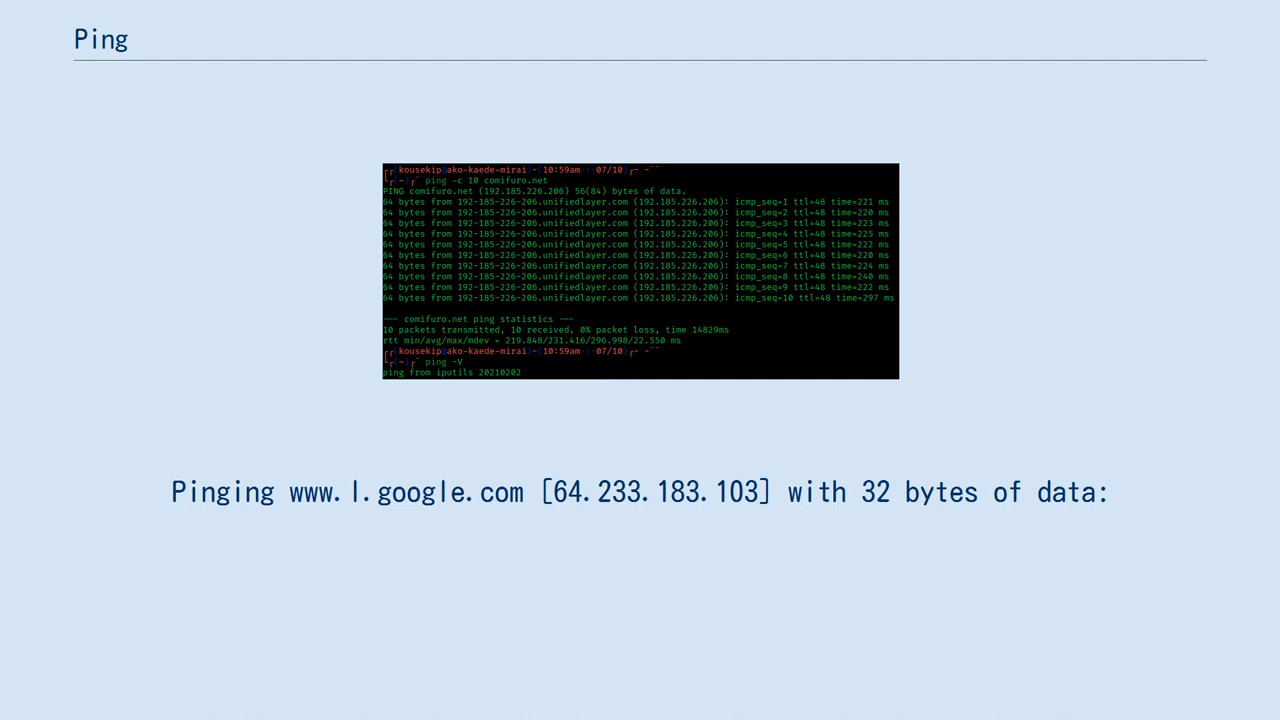 Ping
kousekip@ako-kaede-mirai)-(10:59am-:-07/10)
(~) ping -c 10 comifuro.net
PING comifuro.net (192.185.226.206) 56(84) bytes of data.
64 bytes from 192-185-226-206.unifiedlayer.com (192.185.226.206): icmp_seq=1 ttl=48 time=221 ms
64 bytes from 192-185-226-206.unifiedlayer.com (192.185.226.206): icmp_seq=2 ttl=48 time=220 ms
64 bytes from 192-185-226-206.unifiedlayer.com (192.185.226.206): icmp_seq=3 ttl=48 time=223 ms
64 bytes from 192-185-226-206.unifiedlayer.com (192.185.226.206): icmp_seq=4 ttl=48 time=225 ms
64 bytes from 192-185-226-206.unifiedlayer.com (192.185.226.206): icmp_seq=5 ttl=48 time=222 ms
64 bytes from 192-185-226-206.unifiedlayer.com (192.185.226.206): icmp_seq=6 ttl=48 time=220 ms
64 bytes from 192-185-226-206.unifiedlayer.com (192.185.226.206): icmp_seq=7 ttl=48 time=224 ms
64 bytes from 192-185-226-206.unifiedlayer.com (192.185.226.206): icmp_seq=8 ttl=48 time=240 ms
64 bytes from 192-185-226-206.unifiedlayer.com (192.185.226.206): icmp_seq=9 ttl=48 time=222 ms
64 bytes from 192-185-226-206.unifiedlayer.com (192.185.226.206): icmp_seq=10 ttl=48 time=297 ms
--- comifuro.net ping statistics ---
10 packets transmitted, 10 received, 0% packet loss, time 14829ms
rtt min/avg/max/mdev = 219.848/231.416/296.998/22.550 ms
kousekip@ako-kaede-mirai)-(10:59am-:-07/10)
(~) ping -V
ping from iputils 20210202
Pinging www.l.google.com [64.233.183.103] with 32 bytes of data: